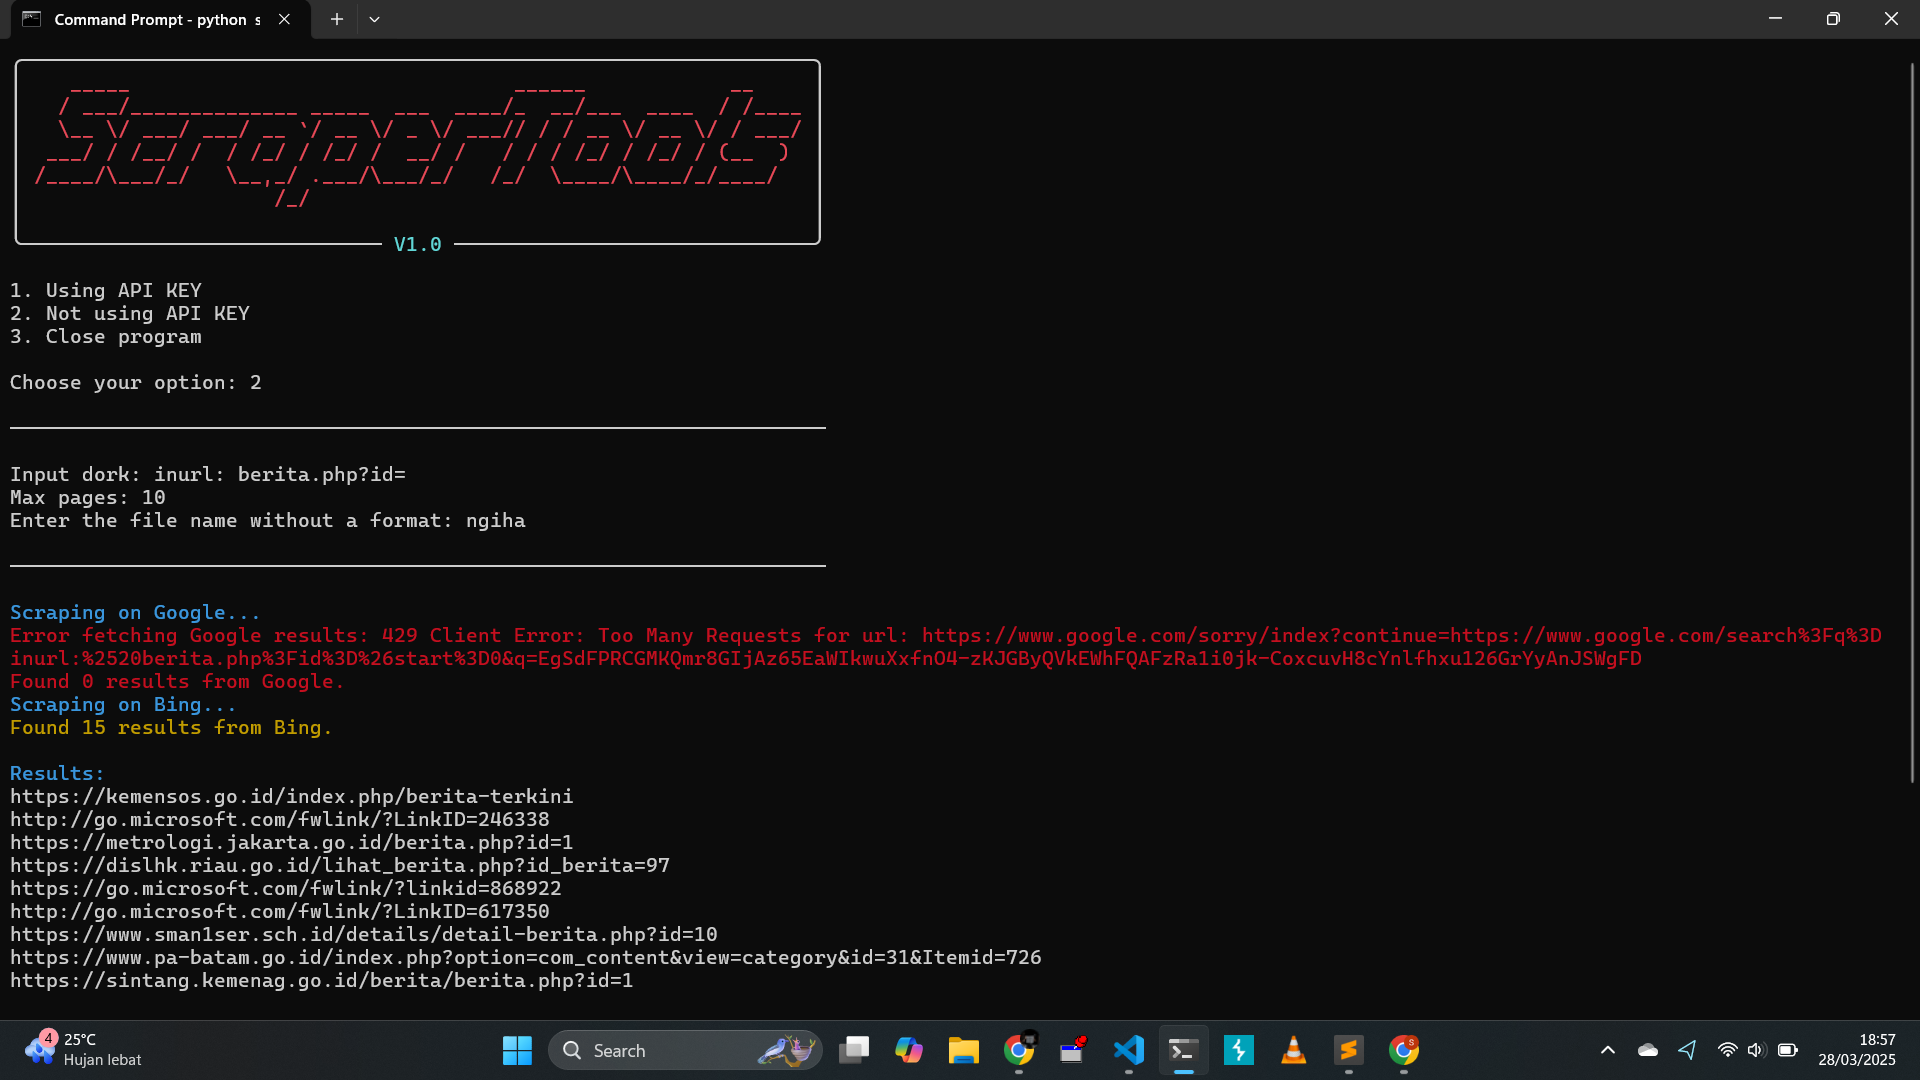 Command Prompt - python s
ScraperTools
V1.0
1. Using API KEY
2. Not using API KEY
3. Close program
Choose your option: 2
Input dork: inurl: berita.php?id=
Max pages: 10
Enter the file name without a format: ngiha
Scraping on Google...
Error fetching Google results: 429 Client Error: Too Many Requests for url: https://www.google.com/sorry/index?continue=https://www.google.com/search%3Fq%3D
inurl:%2520berita.php%3Fid%3D%26start%3D0&q=EgSdFPRCGMKQmr8GIjAz65EaWIkwuXxfnO4-zKJGByQVkEWhFQAFzRa1i0jk-CoxcuvH8cYnlfhxu126GrYyAnJSWgFD
Found 0 results from Google.
Scraping on Bing...
Found 15 results from Bing.
Results:
https://kemensos.go.id/index.php/berita-terkini
http://go.microsoft.com/fwlink/?LinkID=246338
https://metrologi.jakarta.go.id/berita.php?id=1
https://dislhk.riau.go.id/lihat_berita.php?id_berita=97
https://go.microsoft.com/fwlink/?linkid=868922
http://go.microsoft.com/fwlink/?LinkID=617350
https://www.sman1ser.sch.id/details/detail-berita.php?id=10
https://www.pa-batam.go.id/index.php?option=com_content&view=category&id=31&Itemid=726
https://sintang.kemenag.go.id/berita/berita.php?id=1
4
25°C
Hujan lebat
Search
18:57
28/03/2025